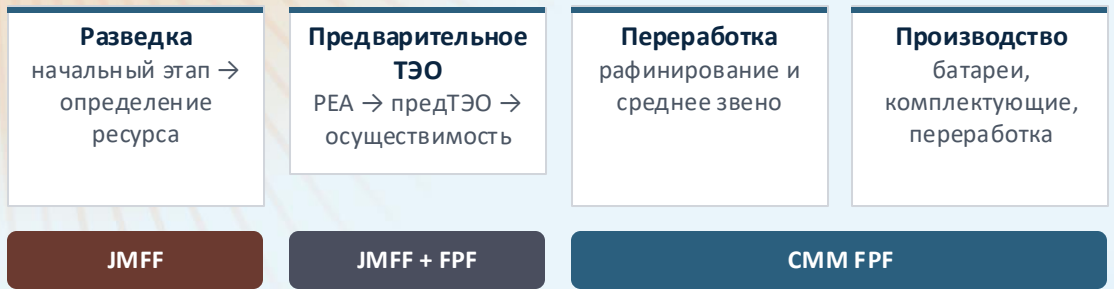 Разведка
начальный этап →
определение
ресурса
Предварительное
ТЭО
PEA → предТЭО →
осуществимость
Переработка
рафинирование и
среднее звено
Производство
батареи,
комплектующие,
переработка
JMFF
JMFF + FPF
CMM FPF